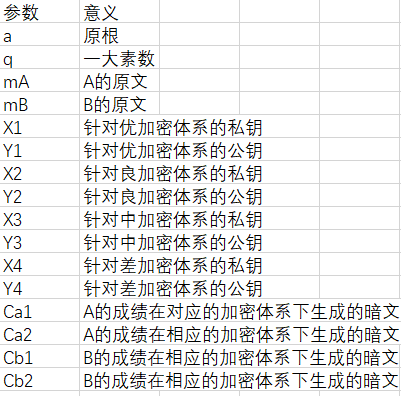 参数 意义
a 原根
q 一大素数
mA A的原文
mB B的原文
X1 针对优加密体系的私钥
Y1 针对优加密体系的公钥
X2 针对良加密体系的私钥
Y2 针对良加密体系的公钥
X3 针对中加密体系的私钥
Y3 针对中加密体系的公钥
X4 针对差加密体系的私钥
Y4 针对差加密体系的公钥
Ca1 A的成绩在对应的加密体系下生成的暗文
Ca2 A的成绩在相应的加密体系下生成的暗文
Cb1 B的成绩在相应的加密体系下生成的暗文
Cb2 B的成绩在相应的加密体系下生成的暗文